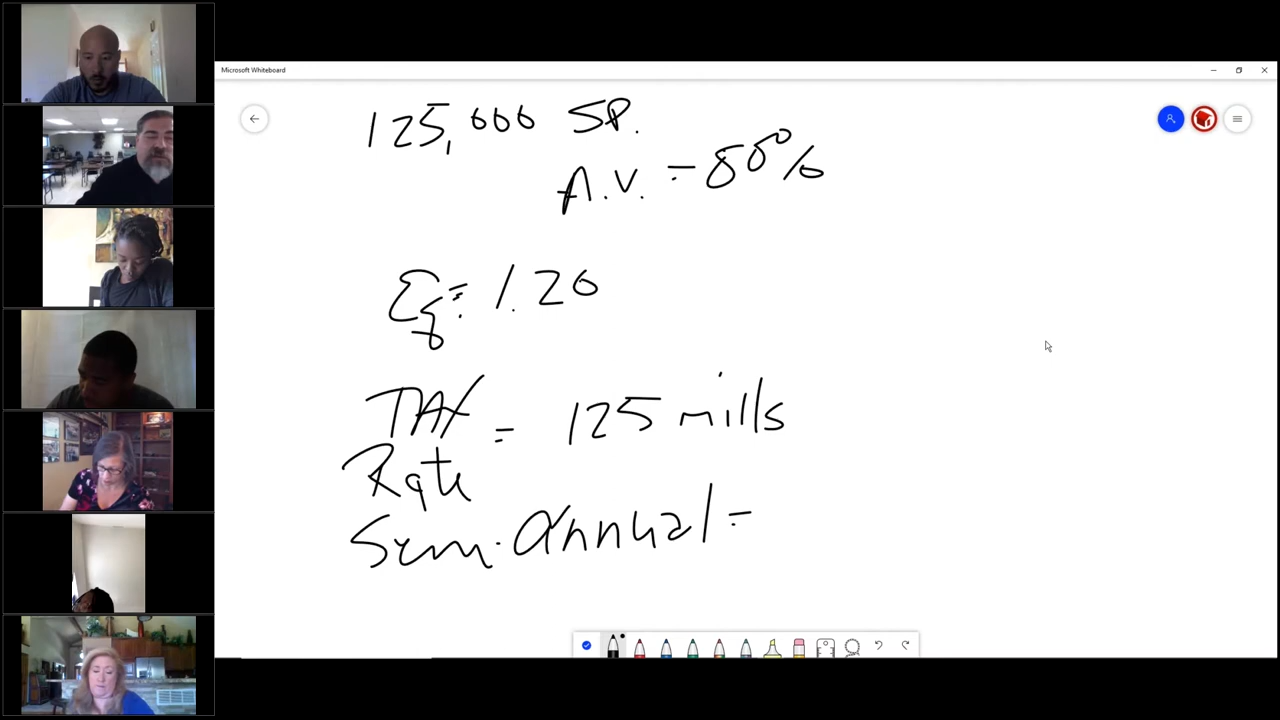 Microsoft Whiteboard
125,000 SP.
A.V. = 80%
Eq = 1.20
TAX = 125 mills
Rate
Semi-annual =